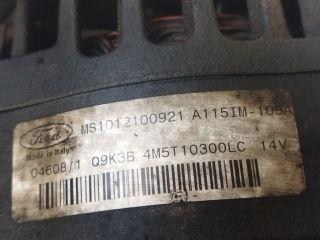 Ford MS1012100921 A115IM-105A
Made in Italy
04608/1 Q9K3B 4M5T10300LC 14V